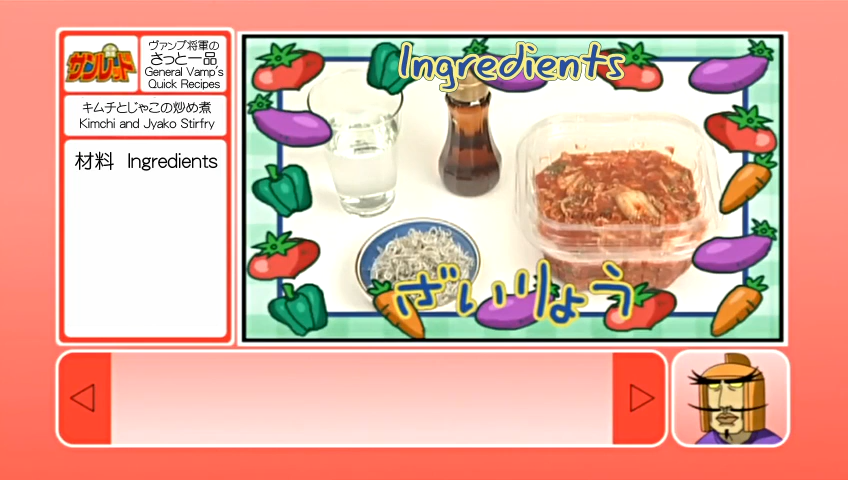 サンレッド
ヴァンプ将軍の
さっと一品
General Vamp's
Quick Recipes
キムチとじゃこの炒め煮
Kimchi and Jyako Stirfry
材料 Ingredients
Ingredients
ざいりょう